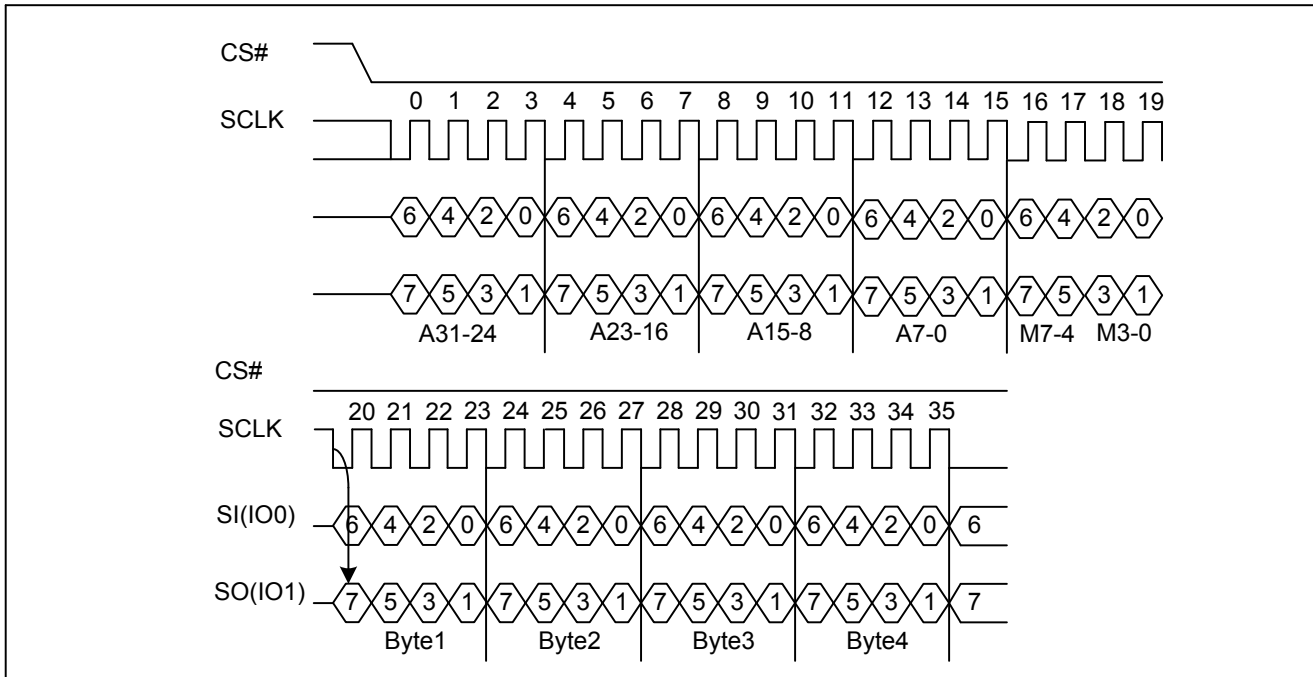 CS#
0 1 2 3 4 5 6 7 8 9 10 11 12 13 14 15 16 17 18 19
SCLK
6 4 2 0 6 4 2 0 6 4 2 0 6 4 2 0 6 4 2 0
7 5 3 1 7 5 3 1 7 5 3 1 7 5 3 1 7 5 3 1
A31-24 A23-16 A15-8 A7-0 M7-4 M3-0
CS#
20 21 22 23 24 25 26 27 28 29 30 31 32 33 34 35
SCLK
SI(IO0) 6 4 2 0 6 4 2 0 6 4 2 0 6 4 2 0 6
SO(IO1) 7 5 3 1 7 5 3 1 7 5 3 1 7 5 3 1 7
Byte1 Byte2 Byte3 Byte4